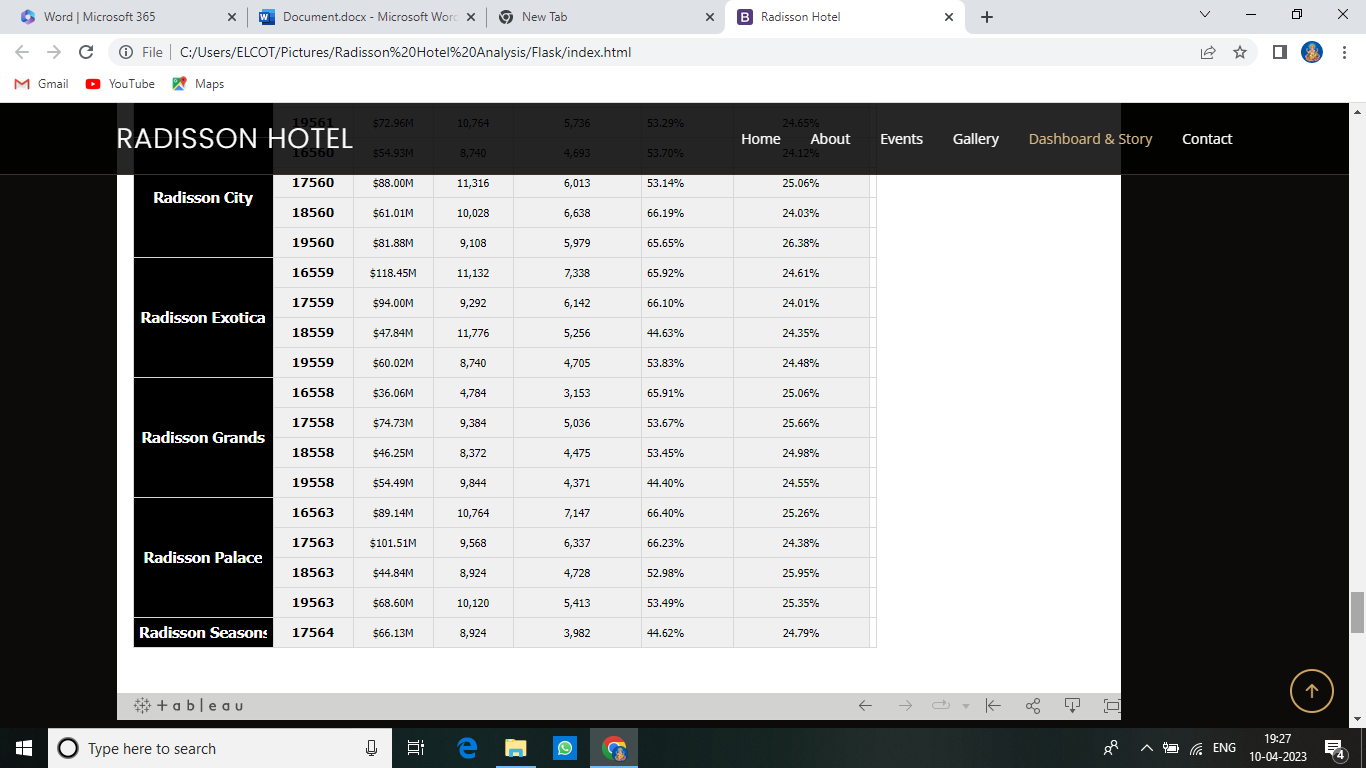 Word | Microsoft 365
Document.docx - Microsoft Word
New Tab
Radisson Hotel
File | C:/Users/ELCOT/Pictures/Radisson%20Hotel%20Analysis/Flask/index.html
Gmail YouTube Maps
19561 $72.96M 10,764 5,736 53.29% 24.65%
RADISSON HOTEL Home About Events Gallery Dashboard & Story Contact
16560 $54.93M 8,740 4,693 53.70% 24.12%
17560 $88.00M 11,316 6,013 53.14% 25.06%
Radisson City
18560 $61.01M 10,028 6,638 66.19% 24.03%
19560 $81.88M 9,108 5,979 65.65% 26.38%
16559 $118.45M 11,132 7,338 65.92% 24.61%
17559 $94.00M 9,292 6,142 66.10% 24.01%
Radisson Exotica
18559 $47.84M 11,776 5,256 44.63% 24.35%
19559 $60.02M 8,740 4,705 53.83% 24.48%
16558 $36.06M 4,784 3,153 65.91% 25.06%
17558 $74.73M 9,384 5,036 53.67% 25.66%
Radisson Grands
18558 $46.25M 8,372 4,475 53.45% 24.98%
19558 $54.49M 9,844 4,371 44.40% 24.55%
16563 $89.14M 10,764 7,147 66.40% 25.26%
17563 $101.51M 9,568 6,337 66.23% 24.38%
Radisson Palace
18563 $44.84M 8,924 4,728 52.98% 25.95%
19563 $68.60M 10,120 5,413 53.49% 25.35%
Radisson Seasons 17564 $66.13M 8,924 3,982 44.62% 24.79%
+ a b | e a u
Type here to search
ENG
19:27
10-04-2023
4